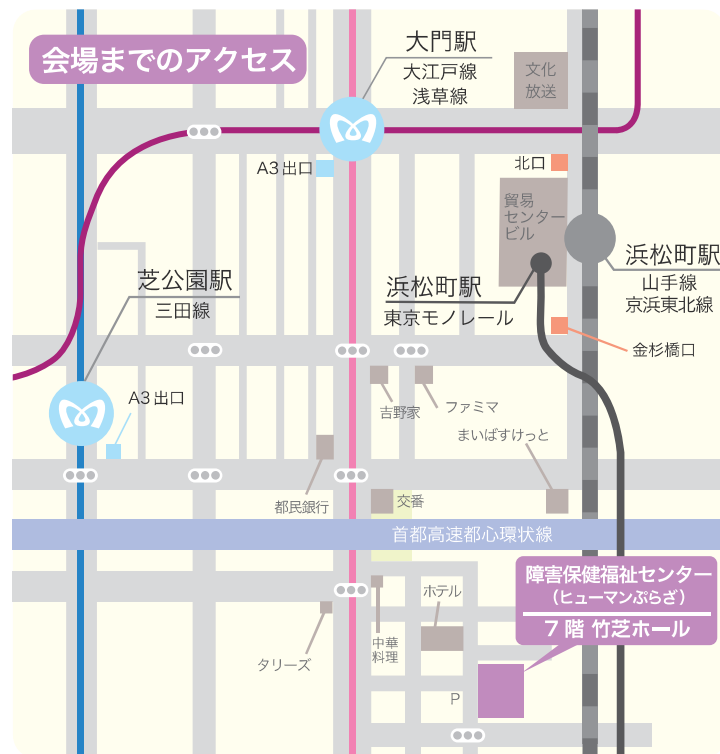 会場までのアクセス
大門駅
大江戸線
浅草線
文化
放送
A3出口
北口
貿易
センター
ビル
浜松町駅
山手線
京浜東北線
芝公園駅
三田線
浜松町駅
東京モノレール
金杉橋口
A3出口
吉野家
ファミマ
まいばすけっと
都民銀行
交番
首都高速都心環状線
障害保健福祉センター
（ヒューマンぷらざ）
7階 竹芝ホール
ホテル
中華
料理
タリーズ
P